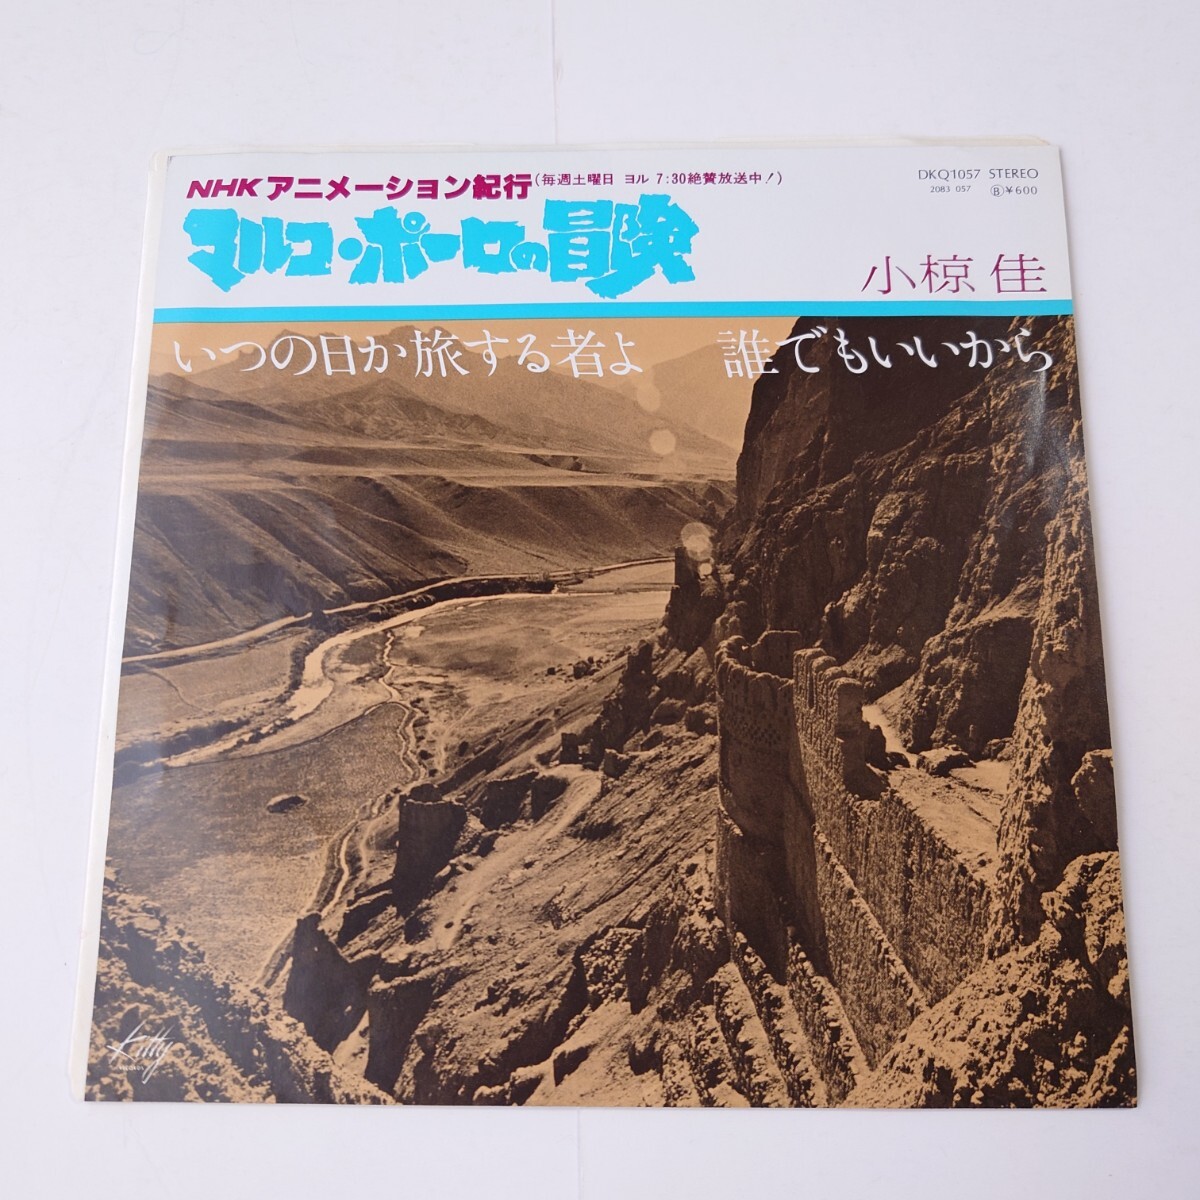 NHK アニメーション紀行(毎週土曜日 ヨル 7:30絶賛放送中!)
マルコ・ポーロの冒険
DKQ1057 STEREO
2083 057 Ⓑ¥600
小椋 佳
いつの日か旅する者よ 誰でもいいから
Kitty
RECORDS